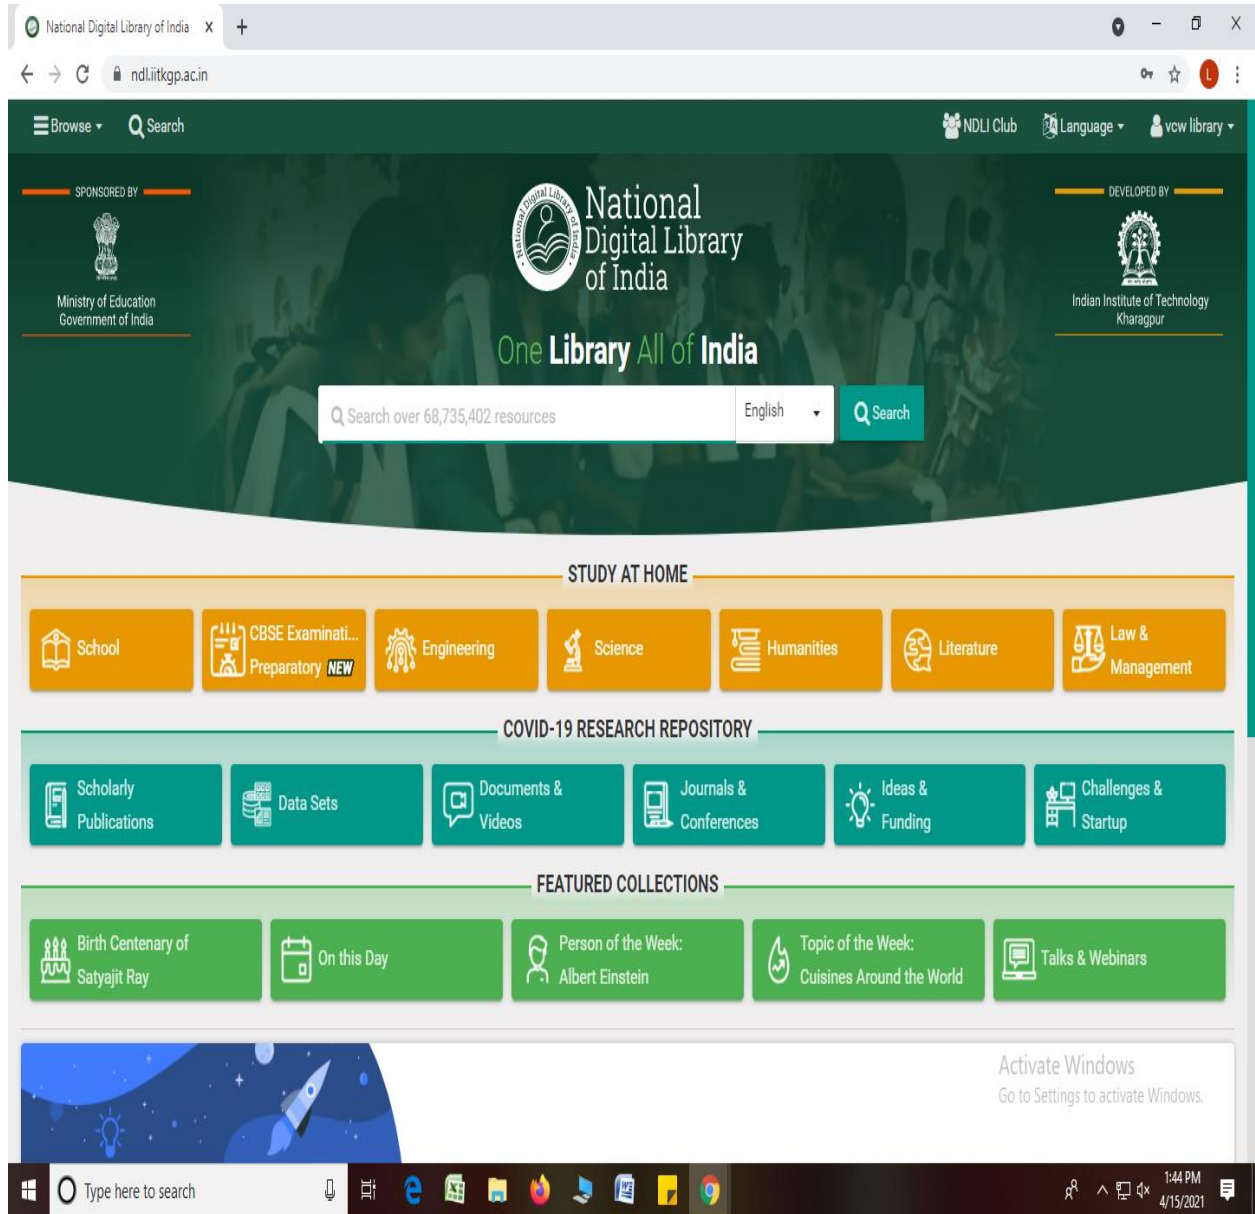 National Digital Library of India
ndl.iitkgp.ac.in
L
Browse
Search
NDLI Club
Language
vcw library
SPONSORED BY
Ministry of Education
Government of India
National Digital Library of India
National
Digital Library
of India
DEVELOPED BY
Indian Institute of Technology
Kharagpur
One Library All of India
Search over 68,735,402 resources
English
Search
STUDY AT HOME
School
CBSE Examinati...
Preparatory NEW
Engineering
Science
Humanities
Literature
Law &
Management
COVID-19 RESEARCH REPOSITORY
Scholarly
Publications
Data Sets
Documents &
Videos
Journals &
Conferences
Ideas &
Funding
Challenges &
Startup
FEATURED COLLECTIONS
Birth Centenary of
Satyajit Ray
On this Day
Person of the Week:
Albert Einstein
Topic of the Week:
Cuisines Around the World
Talks & Webinars
Activate Windows
Go to Settings to activate Windows.
Type here to search
1:44 PM
4/15/2021